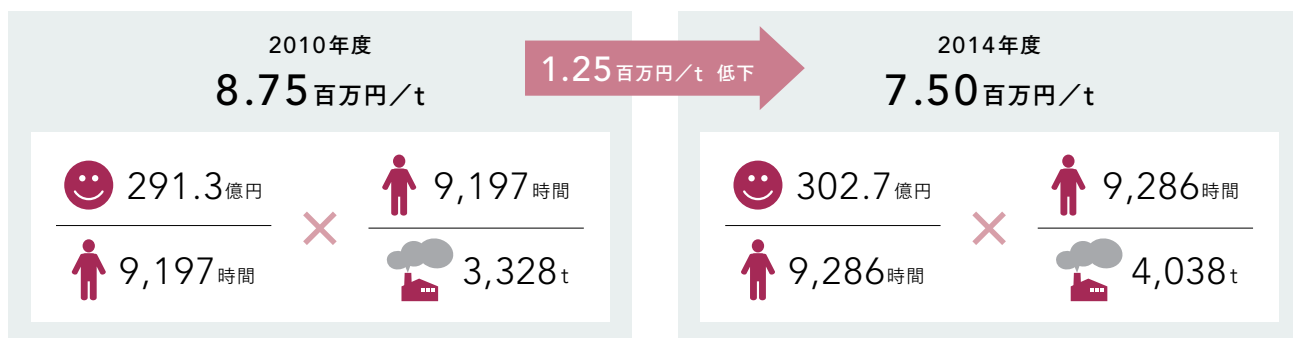 2010年度
8.75百万円／t
1.25百万円／t 低下
2014年度
7.50百万円／t
291.3億円
9,197時間
×
9,197時間
3,328t
302.7億円
9,286時間
×
9,286時間
4,038t